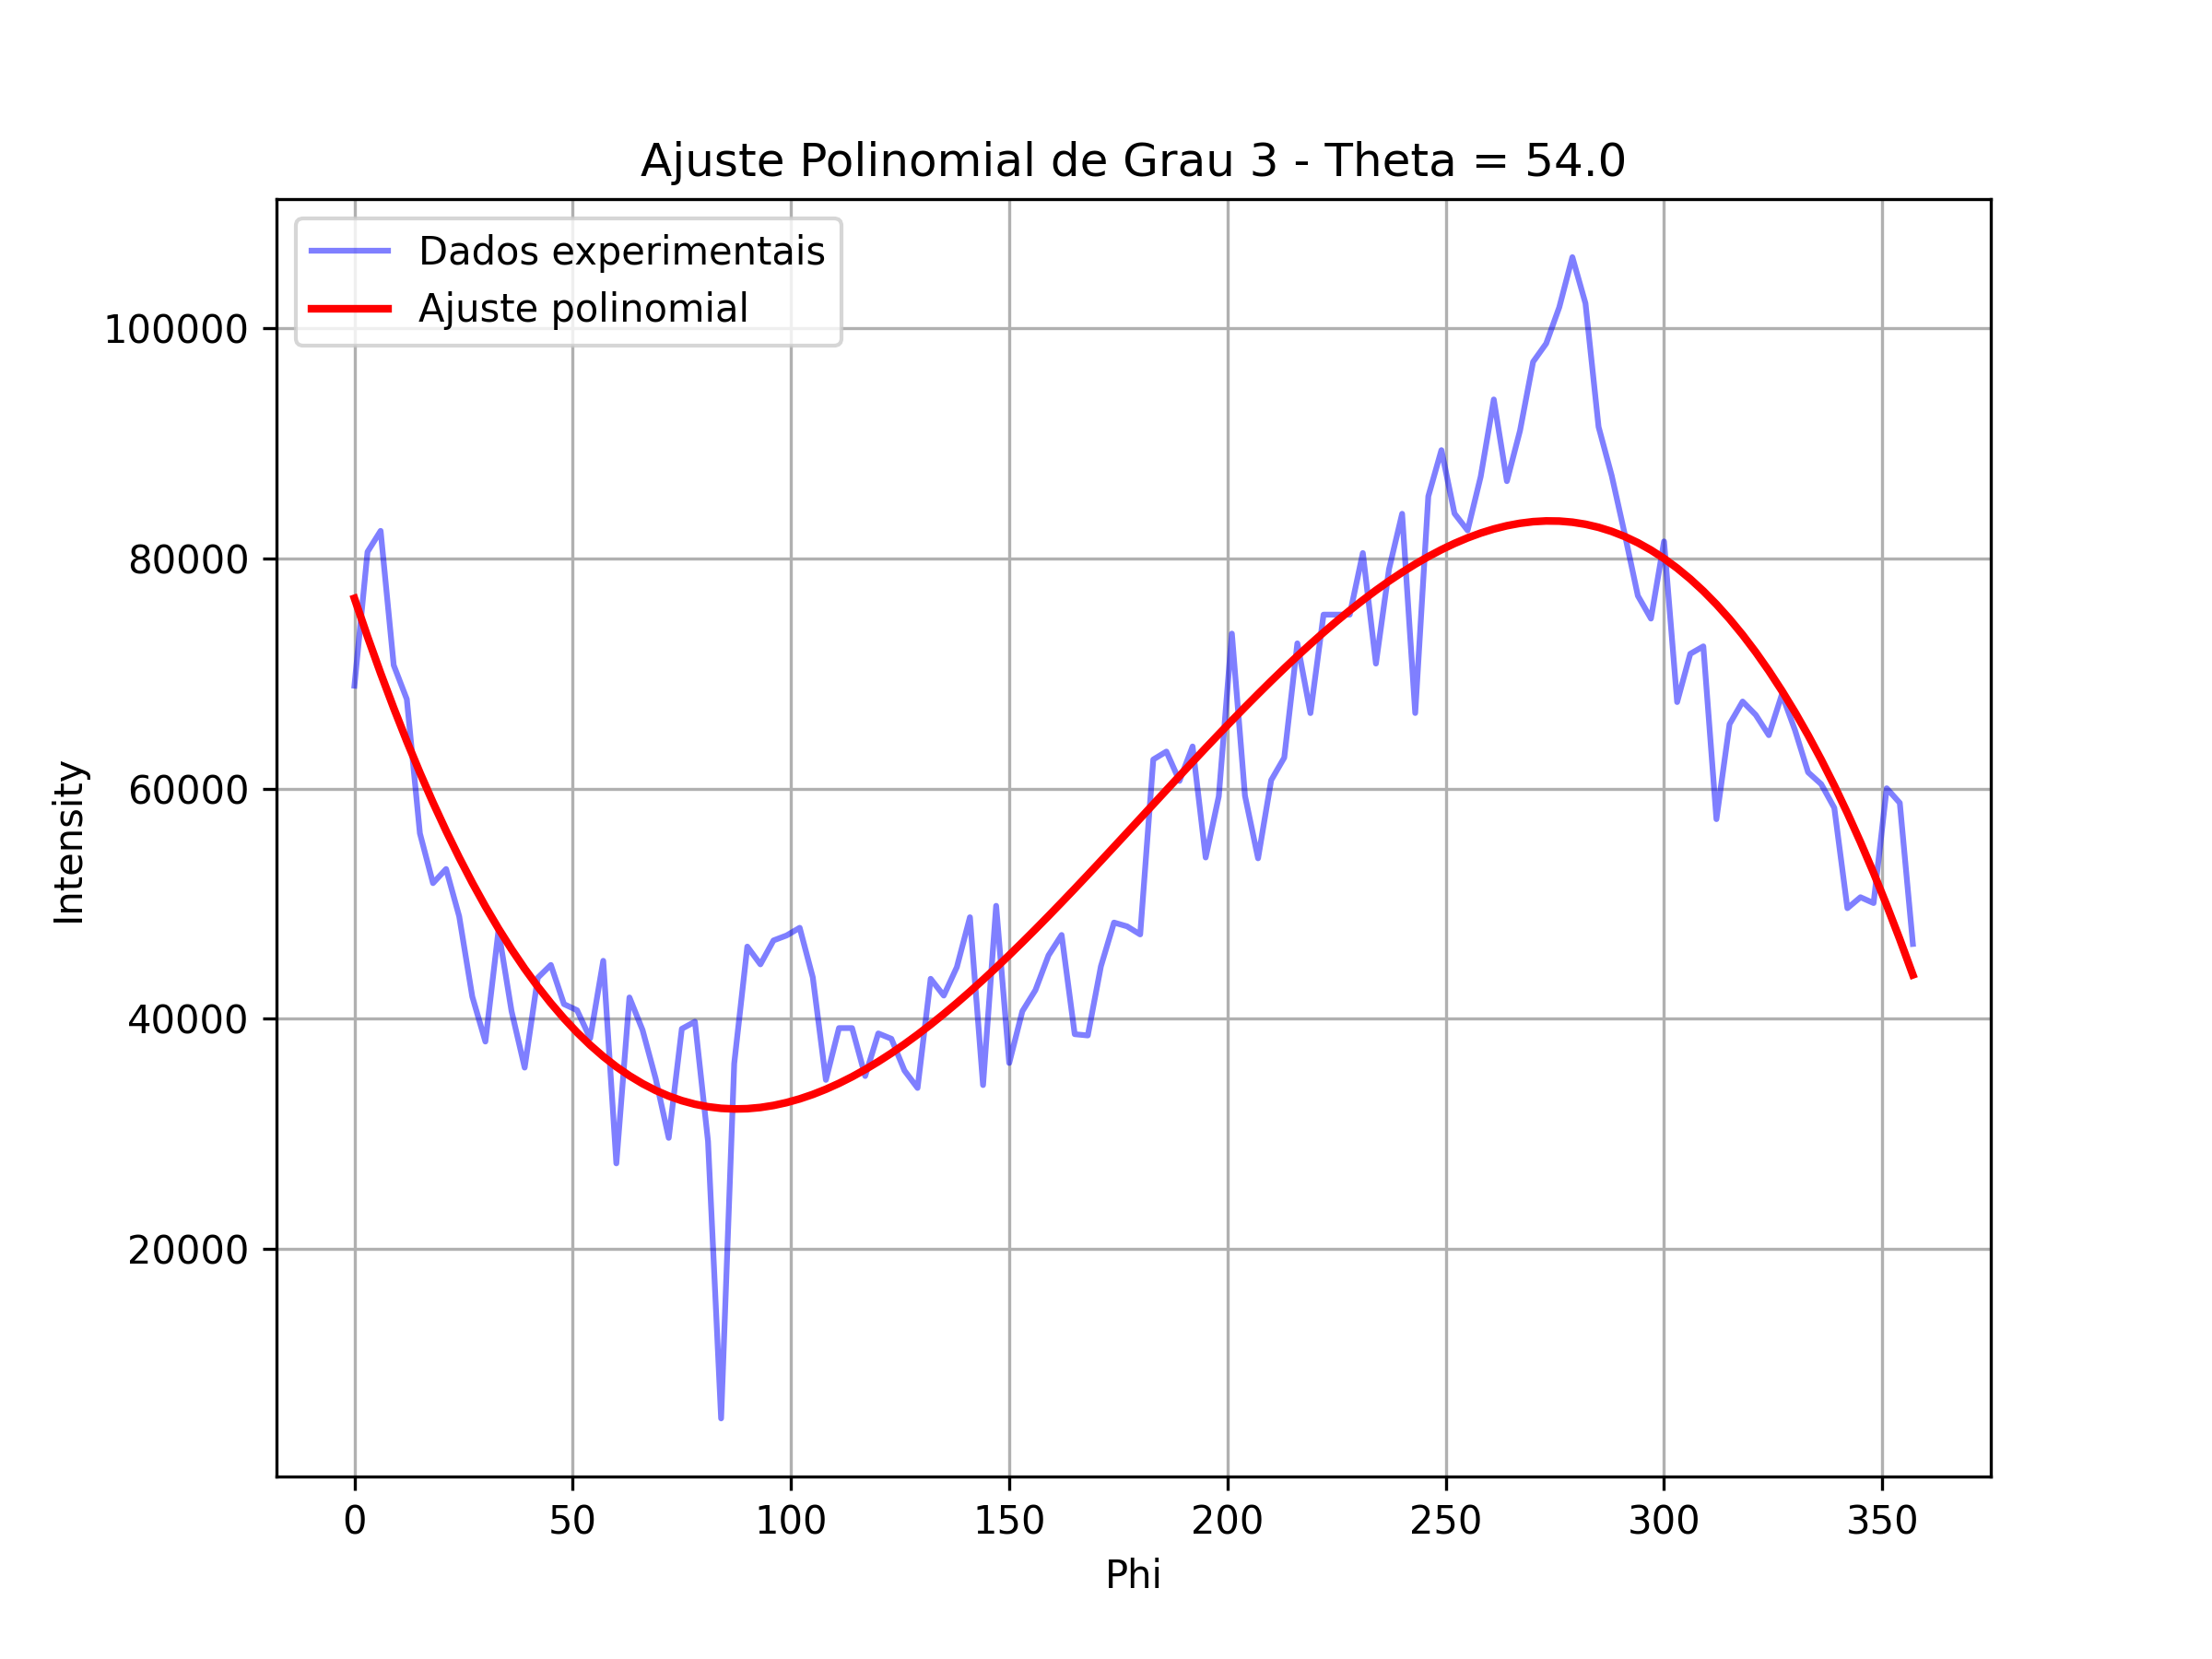 Ajuste Polinomial de Grau 3 - Theta = 54.0
Dados experimentais
Ajuste polinomial
100000
80000
60000
40000
20000
Intensity
0 50 100 150 200 250 300 350
Phi